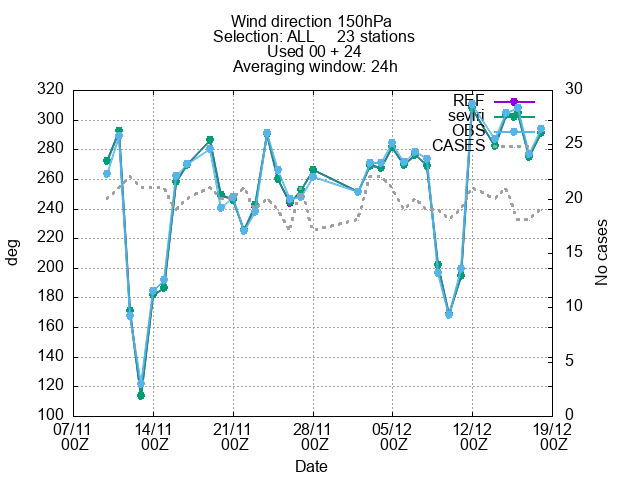 Wind direction 150hPa
Selection: ALL 23 stations
Used 00 + 24
Averaging window: 24h
320
300
280
260
240
220
200
180
160
140
120
100
deg
30
25
20
15
10
5
0
No cases
REF
seviri
OBS
CASES
07/11 14/11 21/11 28/11 05/12 12/12 19/12
00Z 00Z 00Z 00Z 00Z 00Z 00Z
Date